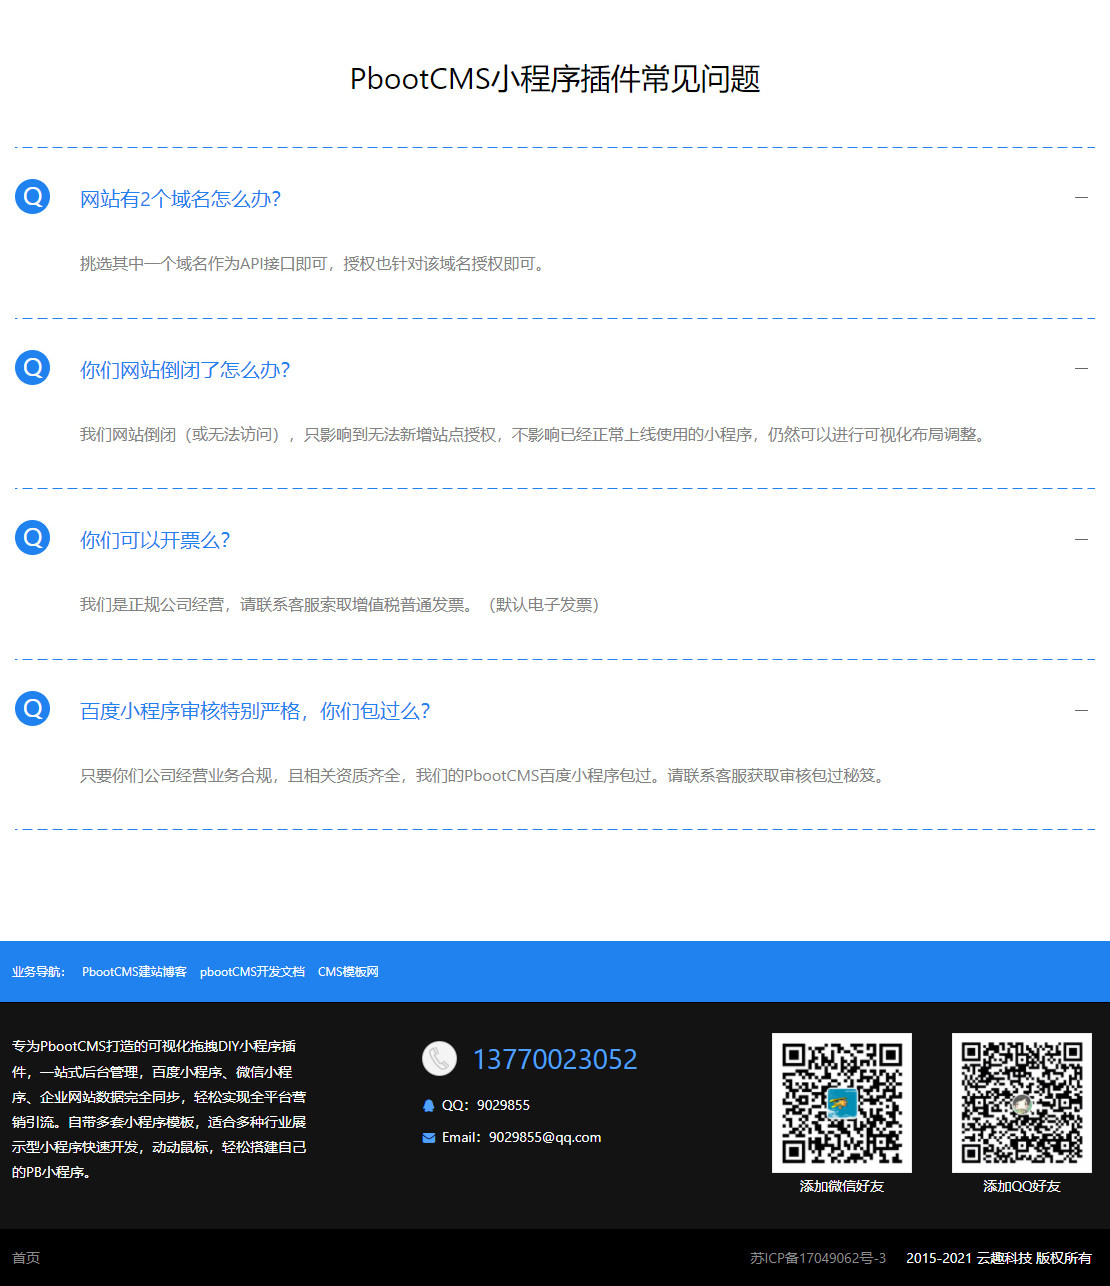 PbootCMS小程序插件常见问题
Q 网站有2个域名怎么办？
挑选其中一个域名作为API接口即可，授权也针对该域名授权即可。
Q 你们网站倒闭了怎么办？
我们网站倒闭（或无法访问），只影响到无法新增站点授权，不影响已经正常上线使用的小程序，仍然可以进行可视化布局调整。
Q 你们可以开票么？
我们是正规公司经营，请联系客服索取增值税普通发票。（默认电子发票）
Q 百度小程序审核特别严格，你们包过么？
只要你们公司经营业务合规，且相关资质齐全，我们的PbootCMS百度小程序包过。请联系客服获取审核包过秘笈。
业务导航： PbootCMS建站博客 pbootCMS开发文档 CMS模板网
专为PbootCMS打造的可视化拖拽DIY小程序插
件，一站式后台管理，百度小程序、微信小程
序、企业网站数据完全同步，轻松实现全平台营
销引流。自带多套小程序模板，适合多种行业展
示型小程序快速开发，动动鼠标，轻松搭建自己
的PB小程序。
13770023052
QQ：9029855
Email：9029855@qq.com
添加微信好友
添加QQ好友
首页
苏ICP备17049062号-3 2015-2021 云趣科技 版权所有